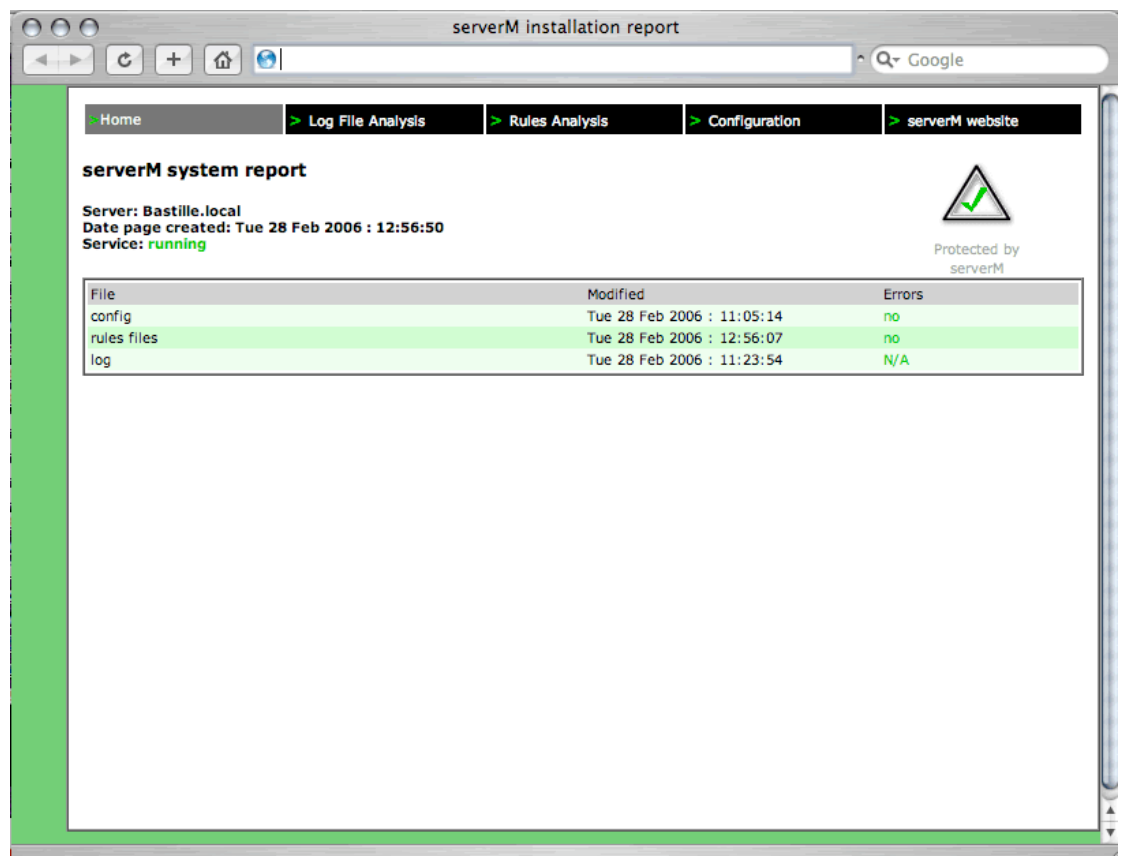 serverM installation report
Google
>Home > Log File Analysis > Rules Analysis > Configuration > serverM website
serverM system report
Server: Bastille.local
Date page created: Tue 28 Feb 2006 : 12:56:50
Service: running
Protected by
serverM
File Modified Errors
config Tue 28 Feb 2006 : 11:05:14 no
rules files Tue 28 Feb 2006 : 12:56:07 no
log Tue 28 Feb 2006 : 11:23:54 N/A